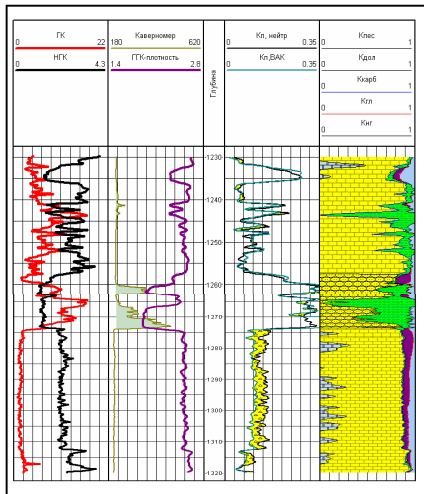 ГК
0 22
НГК
0 4.3
Каверномер
180 620
ГГК-плотность
1.4 2.8
Глубина
Кп, нейтр
0 0.35
Кп,ВАК
0 0.35
Кпес
0 1
Кдол
0 1
Ккарб
0 1
Кгл
0 1
Кнг
0 1
-1230
-1240
-1250
-1260
-1270
-1280
-1290
-1300
-1310
-1320